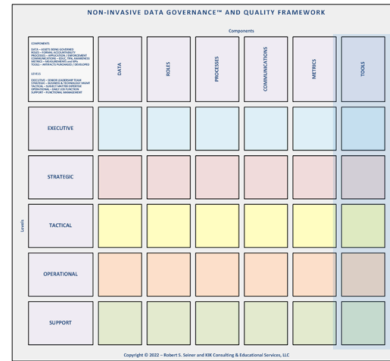 NON-INVASIVE DATA GOVERNANCE™ AND QUALITY FRAMEWORK
Components
COMPONENTS
DATA
ROLES
PROCESSES
COMMUNICATIONS
METRICS
TOOLS
LEVELS
Levels
EXECUTIVE
STRATEGIC
TACTICAL
OPERATIONAL
SUPPORT
Copyright © 2022 – Robert S. Seiner and KIK Consulting & Educational Services, LLC